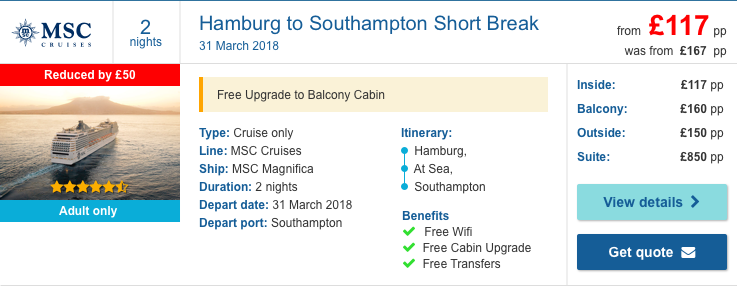 MSC
CRUISES
2
nights
Hamburg to Southampton Short Break
31 March 2018
from £117 pp
was from £167 pp
Reduced by £50
Adult only
Free Upgrade to Balcony Cabin
Type: Cruise only
Line: MSC Cruises
Ship: MSC Magnifica
Duration: 2 nights
Depart date: 31 March 2018
Depart port: Southampton
Itinerary:
Hamburg,
At Sea,
Southampton
Benefits
Free Wifi
Free Cabin Upgrade
Free Transfers
Inside: £117 pp
Balcony: £160 pp
Outside: £150 pp
Suite: £850 pp
View details
Get quote